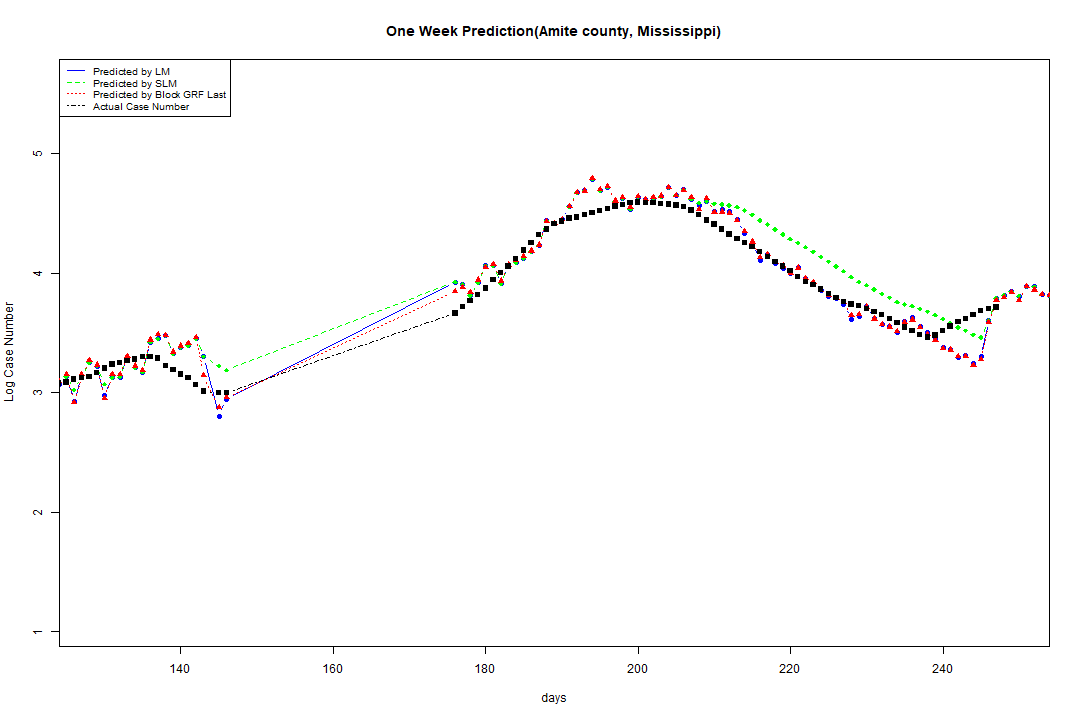 One Week Prediction(Amite county, Mississippi)
Predicted by LM
Predicted by SLM
Predicted by Block GRF Last
Actual Case Number
5
4
3
2
1
Log Case Number
140 160 180 200 220 240
days